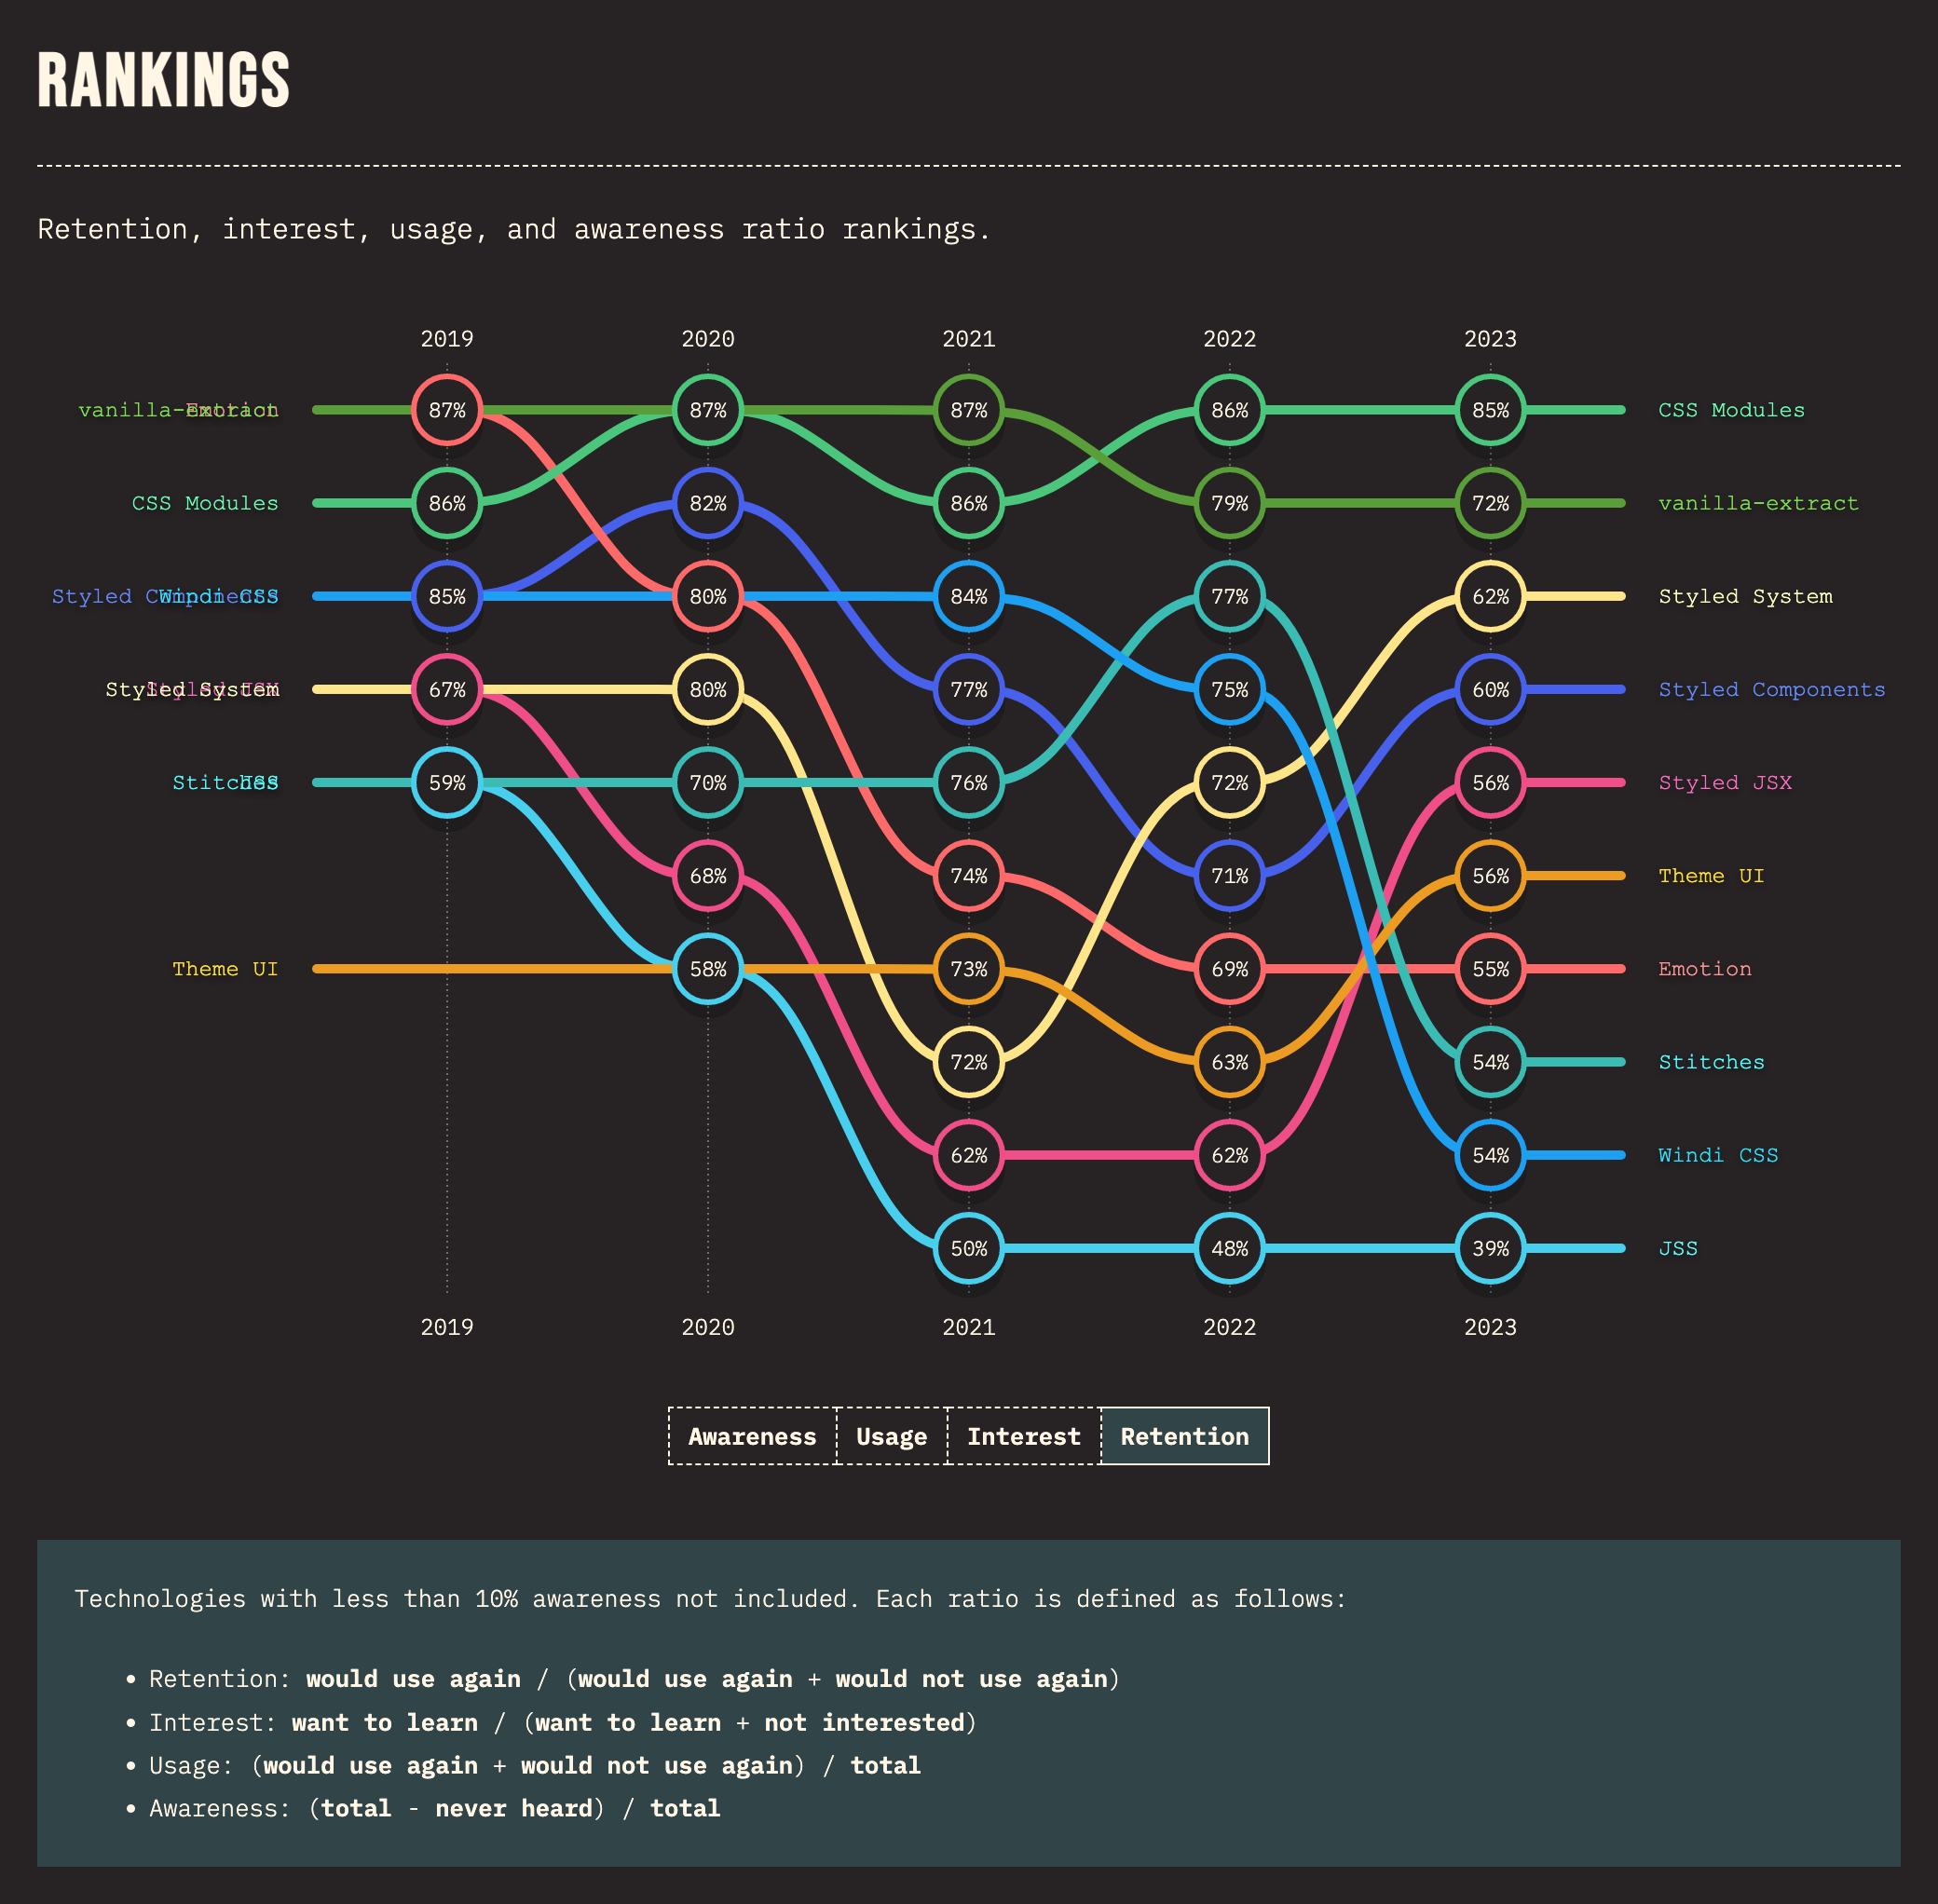 RANKINGS
Retention, interest, usage, and awareness ratio rankings.
2019 2020 2021 2022 2023
vanilla-extract Emotion 87% 87% 87% 86% 85% CSS Modules
CSS Modules 86% 82% 86% 79% 72% vanilla-extract
Styled Components Windi CSS 85% 80% 84% 77% 62% Styled System
Styled System Styled JSX 67% 80% 77% 75% 60% Styled Components
Stitches JSS 59% 70% 76% 72% 56% Styled JSX
68% 74% 71% 56% Theme UI
Theme UI 58% 73% 69% 55% Emotion
72% 63% 54% Stitches
62% 62% 54% Windi CSS
50% 48% 39% JSS
2019 2020 2021 2022 2023
Awareness Usage Interest Retention
Technologies with less than 10% awareness not included. Each ratio is defined as follows:
• Retention: would use again / (would use again + would not use again)
• Interest: want to learn / (want to learn + not interested)
• Usage: (would use again + would not use again) / total
• Awareness: (total - never heard) / total